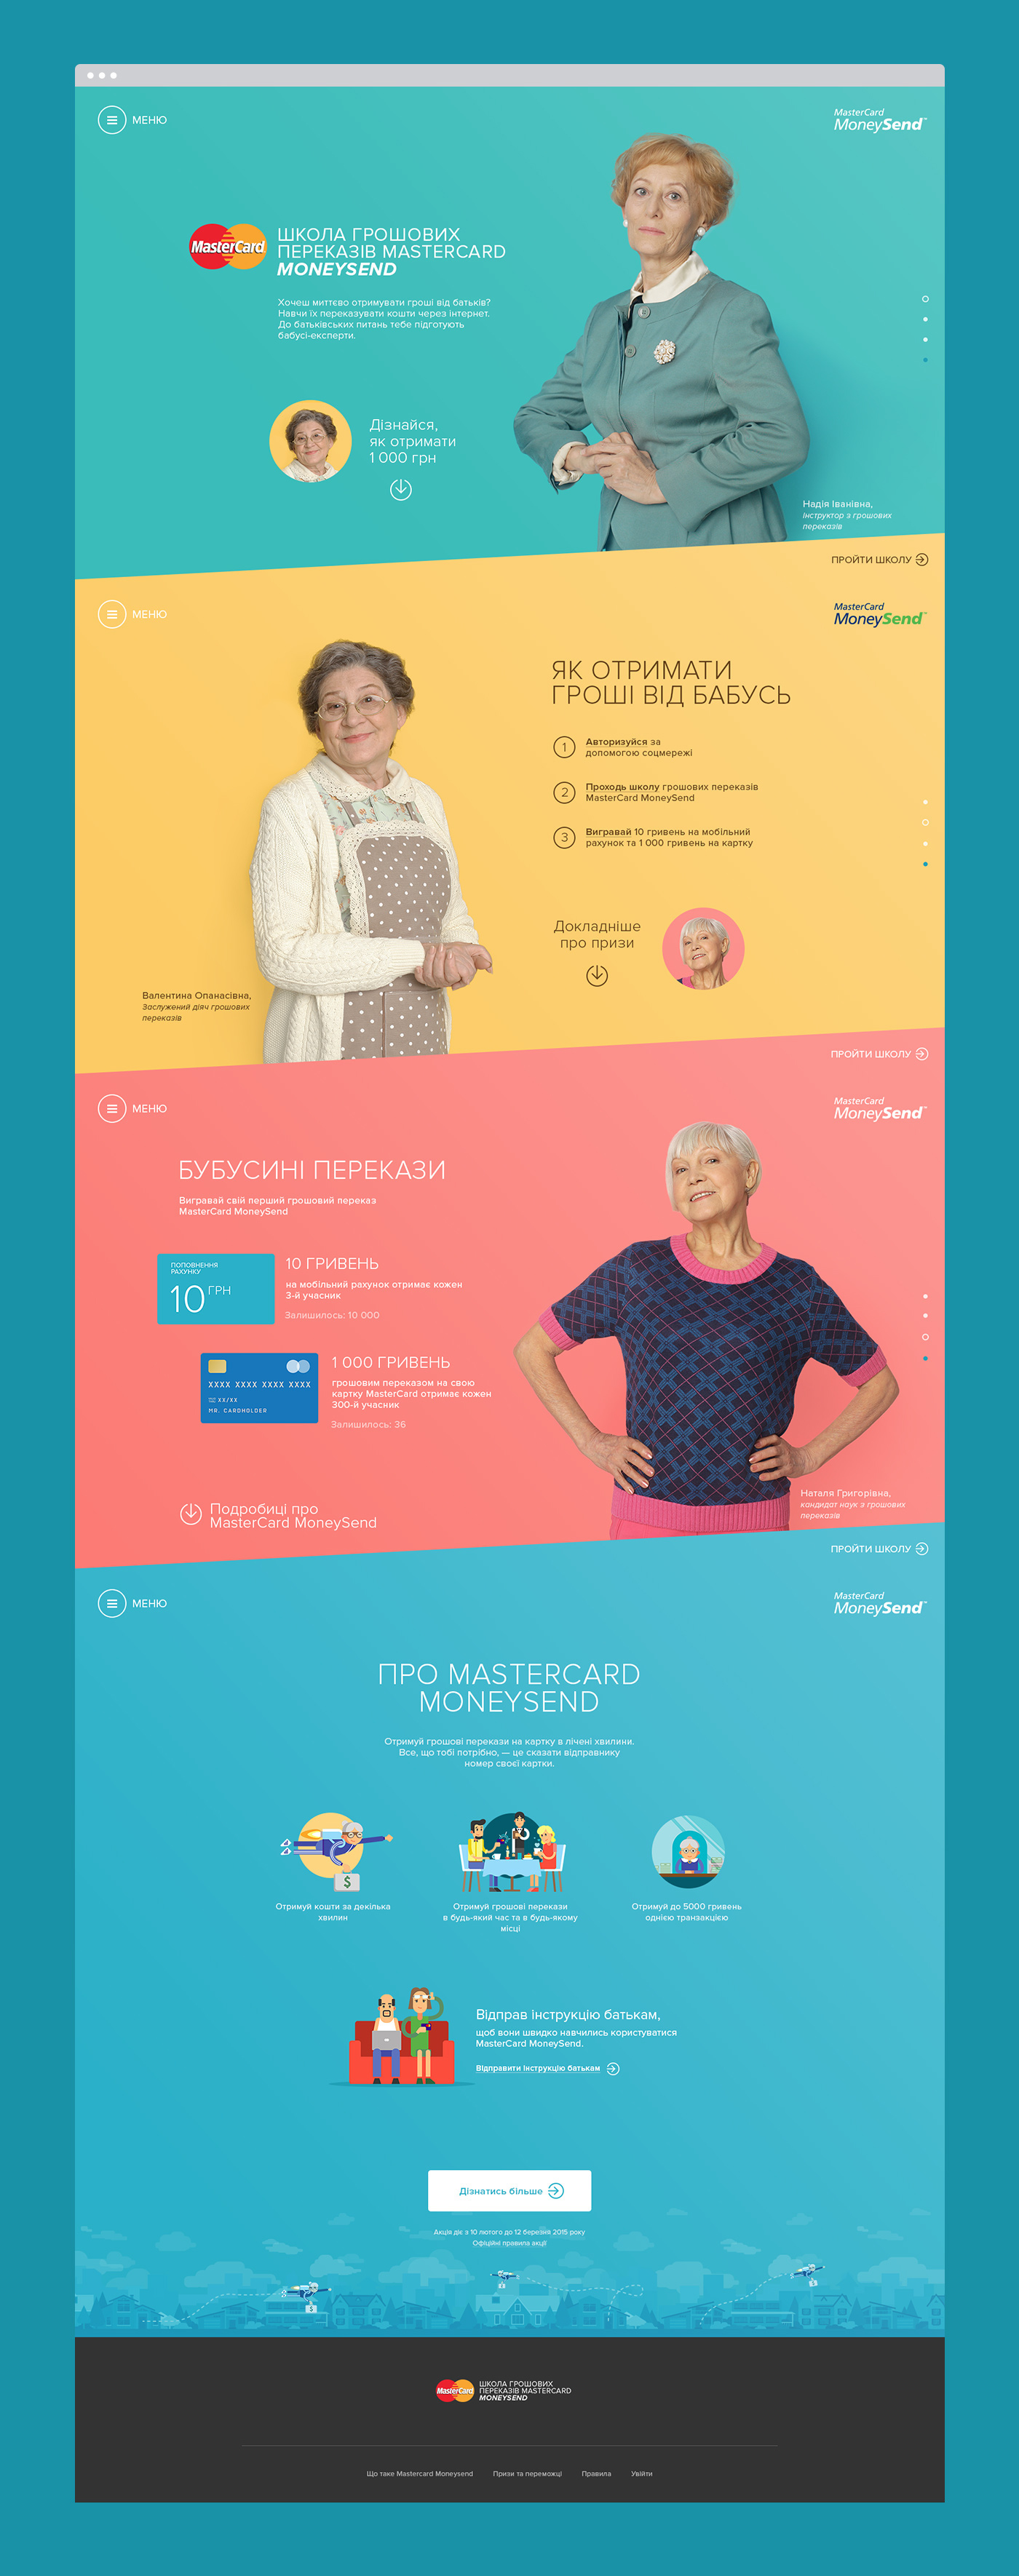 МЕНЮ
MasterCard
MoneySend™
MasterCard
ШКОЛА ГРОШОВИХ
ПЕРЕКАЗІВ MASTERCARD
MONEYSEND
Хочеш миттєво отримувати гроші від батьків?
Навчи їх переказувати кошти через інтернет.
До батьківських питань тебе підготують
бабусі-експерти.
Дізнайся,
як отримати
1 000 грн
Надія Іванівна,
інструктор з грошових
переказів
ПРОЙТИ ШКОЛУ
МЕНЮ
MasterCard
MoneySend™
ЯК ОТРИМАТИ
ГРОШІ ВІД БАБУСЬ
1
Авторизуйся за
допомогою соцмережі
2
Проходь школу грошових переказів
MasterCard MoneySend
3
Вигравай 10 гривень на мобільний
рахунок та 1 000 гривень на картку
Докладніше
про призи
Валентина Опанасівна,
Заслужений діяч грошових
переказів
ПРОЙТИ ШКОЛУ
МЕНЮ
MasterCard
MoneySend™
БУБУСИНІ ПЕРЕКАЗИ
Вигравай свій перший грошовий переказ
MasterCard MoneySend
ПОПОВНЕННЯ
РАХУНКУ
10 ГРН
10 ГРИВЕНЬ
на мобільний рахунок отримає кожен
3-й учасник
Залишилось: 10 000
XXXX XXXX XXXX XXXX
XX/XX
MR. CARDHOLDER
1 000 ГРИВЕНЬ
грошовим переказом на свою
картку MasterCard отримає кожен
300-й учасник
Залишилось: 36
Подробиці про
MasterCard MoneySend
Наталя Григорівна,
кандидат наук з грошових
переказів
ПРОЙТИ ШКОЛУ
МЕНЮ
MasterCard
MoneySend™
ПРО MASTERCARD
MONEYSEND
Отримуй грошові перекази на картку в лічені хвилини.
Все, що тобі потрібно, — це сказати відправнику
номер своєї картки.
$
Отримуй кошти за декілька
хвилин
Отримуй грошові перекази
в будь-який час та в будь-якому
місці
Отримуй до 5000 гривень
однією транзакцією
Відправ інструкцію батькам,
щоб вони швидко навчились користуватися
MasterCard MoneySend.
Відправити інструкцію батькам
Дізнатись більше
Акція діє з 10 лютого до 12 березня 2015 року
Офіційні правила акції
$
$
$
MasterCard
ШКОЛА ГРОШОВИХ
ПЕРЕКАЗІВ MASTERCARD
MONEYSEND
Що таке Mastercard Moneysend
Призи та переможці
Правила
Увійти